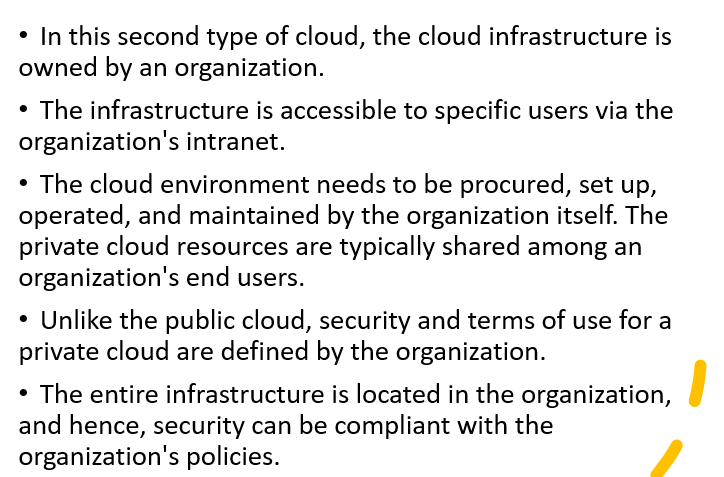 • In this second type of cloud, the cloud infrastructure is
owned by an organization.
• The infrastructure is accessible to specific users via the
organization's intranet.
• The cloud environment needs to be procured, set up,
operated, and maintained by the organization itself. The
private cloud resources are typically shared among an
organization's end users.
• Unlike the public cloud, security and terms of use for a
private cloud are defined by the organization.
• The entire infrastructure is located in the organization,
and hence, security can be compliant with the
organization's policies.